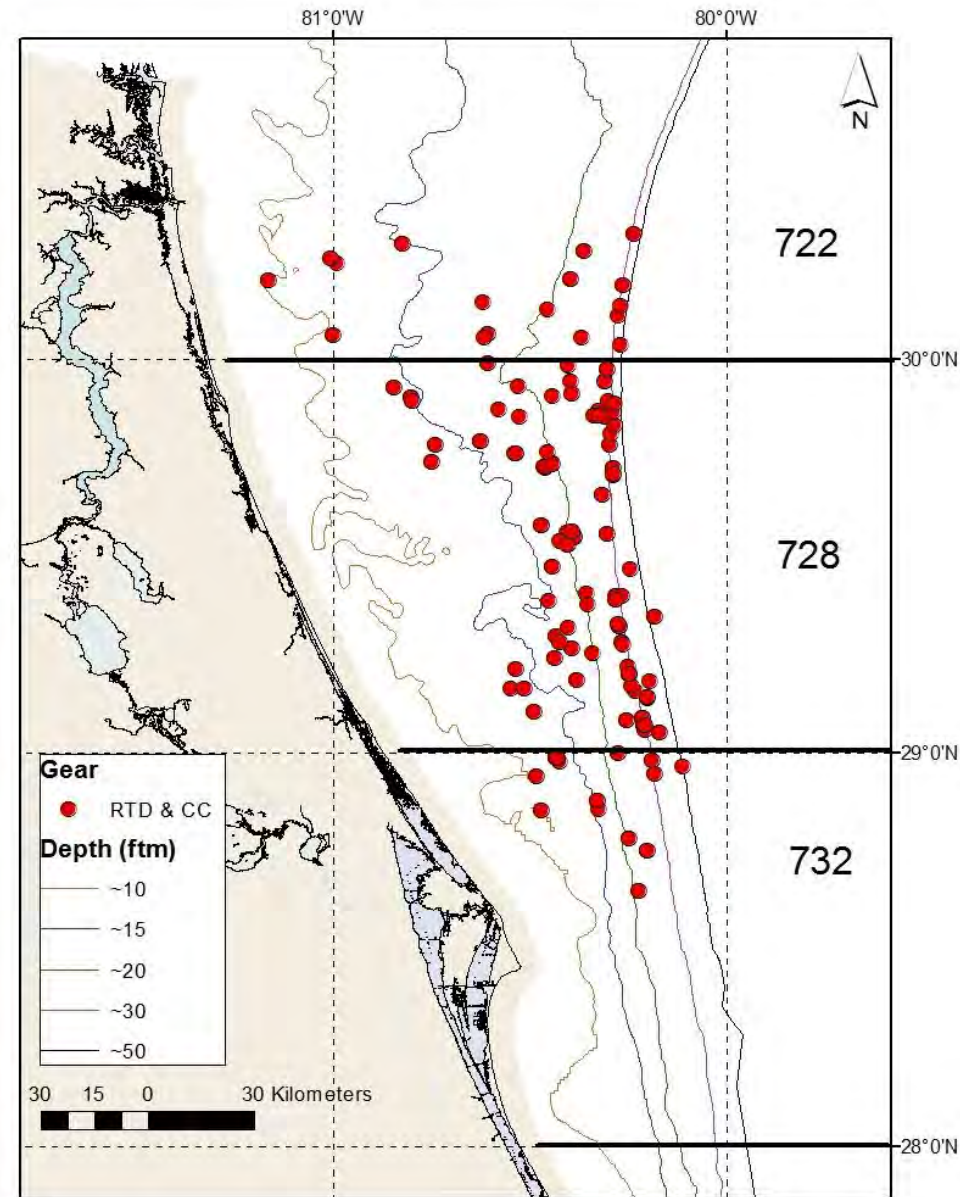 81°0'W 80°0'W
N
722
30°0'N
728
29°0'N
Gear
RTD & CC
Depth (ftm)
732
~10
~15
~20
~30
~50
30 15 0 30 Kilometers
28°0'N